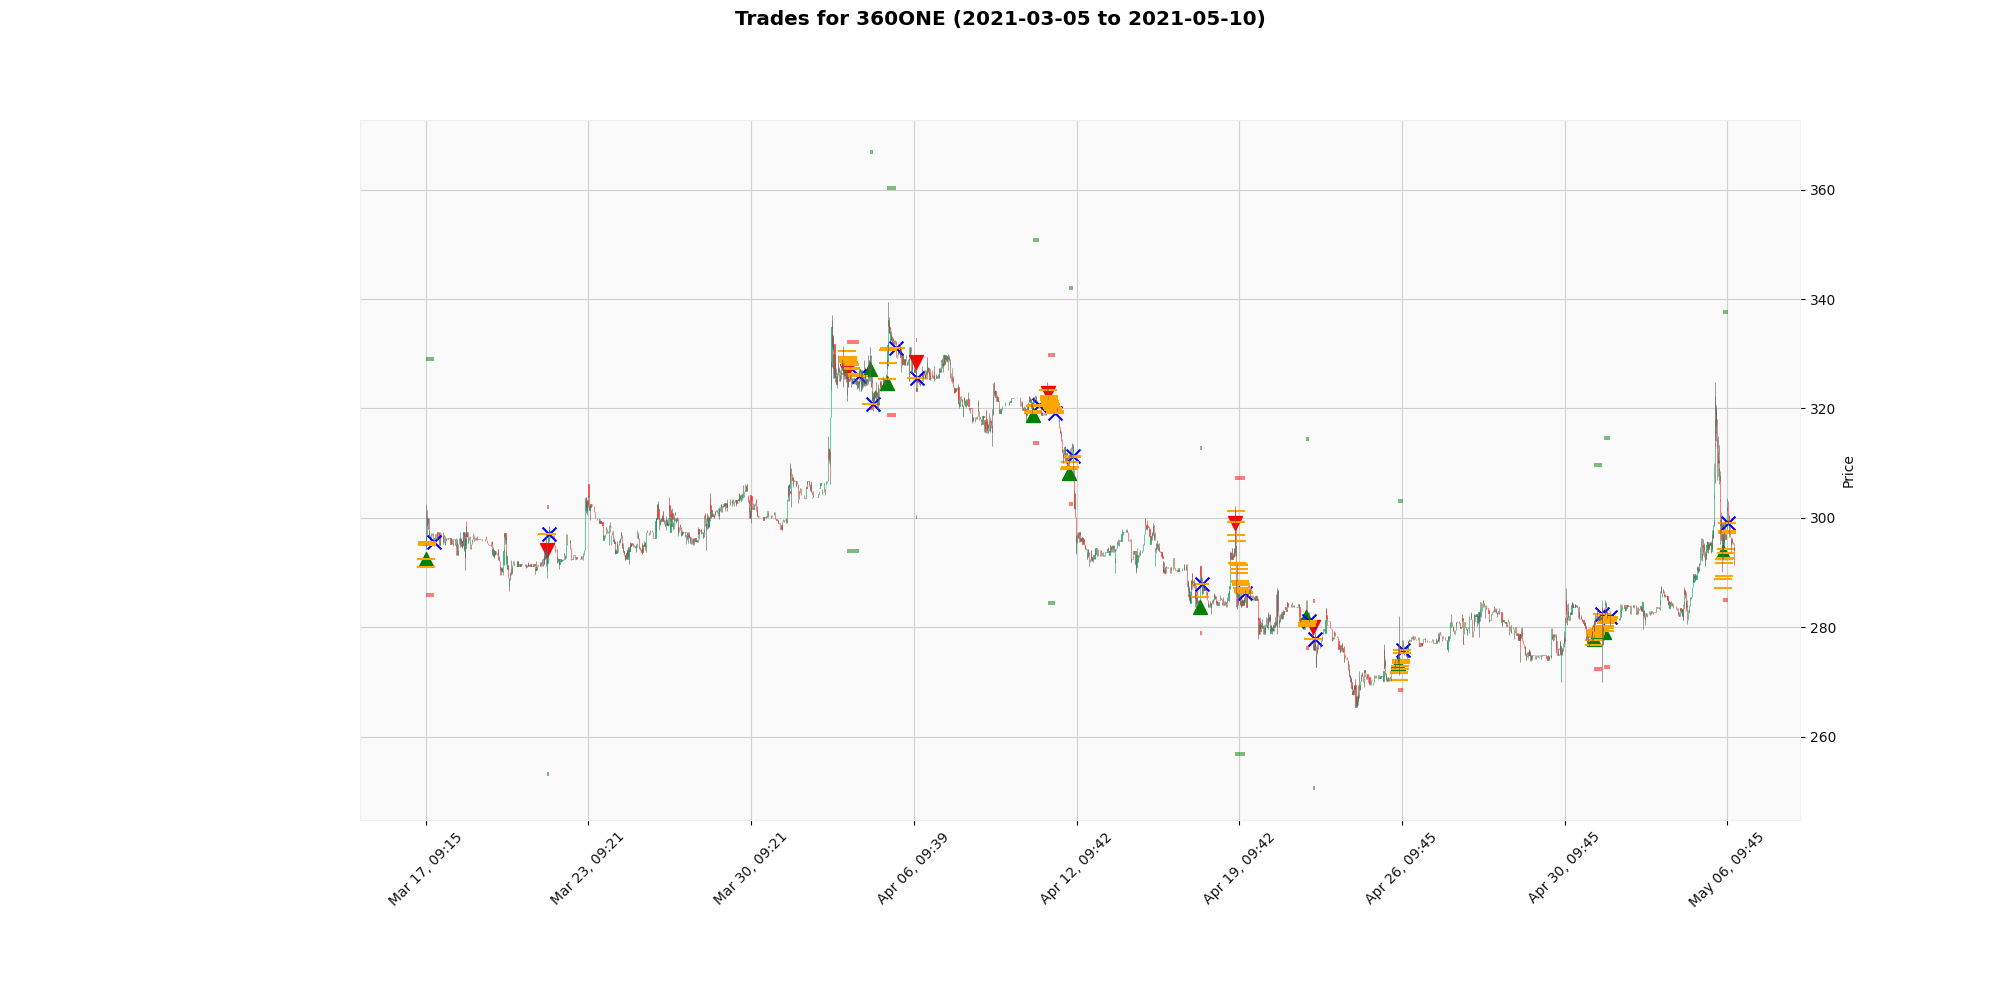 Trades for 360ONE (2021-03-05 to 2021-05-10)
360
340
320
300
280
260
Price
Mar 17, 09:15
Mar 23, 09:21
Mar 30, 09:21
Apr 06, 09:39
Apr 12, 09:42
Apr 19, 09:42
Apr 26, 09:45
Apr 30, 09:45
May 06, 09:45